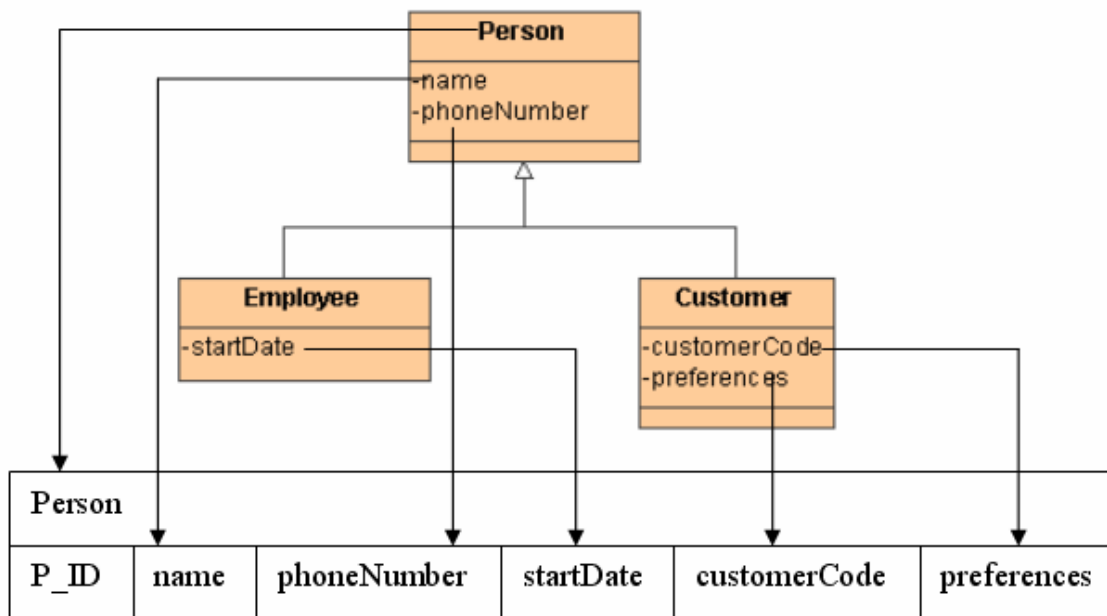 Person
-name
-phoneNumber
Employee
-startDate
Customer
-customerCode
-preferences
Person
P_ID name phoneNumber startDate customerCode preferences